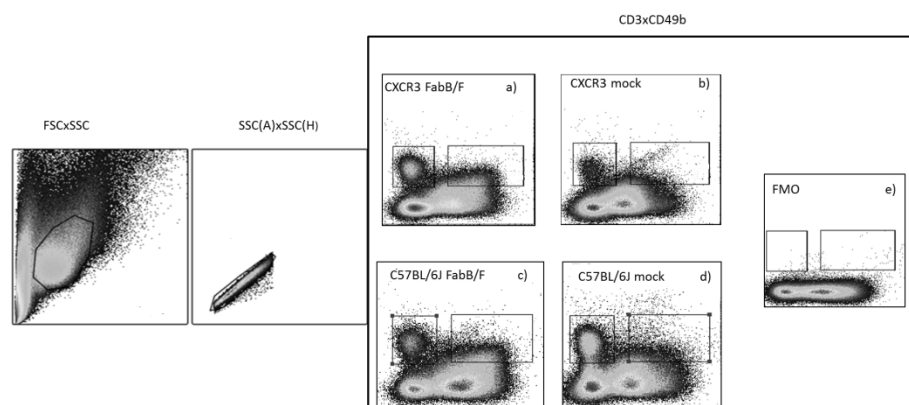 CD3xCD49b
CXCR3 FabB/F a)
CXCR3 mock b)
FSCxSSC
SSC(A)xSSC(H)
FMO e)
C57BL/6J FabB/F c)
C57BL/6J mock d)